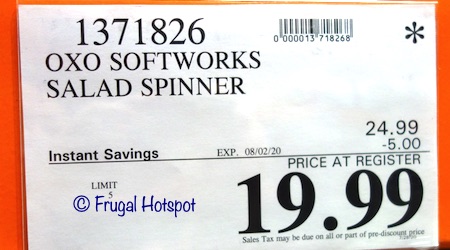 1371826
0 000013 718268
*
OXO SOFTWORKS
SALAD SPINNER
24.99
-5.00
Instant Savings EXP. 08/02/20
PRICE AT REGISTER
LIMIT
5
19.99
© Frugal Hotspot
Sales Tax may be due on all or part of pre-discount price